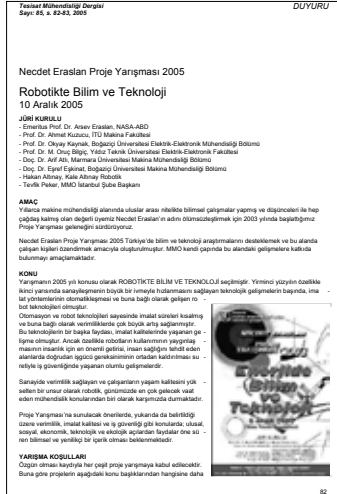 Tesisat Mühendisliği Dergisi
Sayı: 85, s. 82-83, 2005
DUYURU
Necdet Eraslan Proje Yarışması 2005
Robotikte Bilim ve Teknoloji
10 Aralık 2005
JÜRİ KURULU
- Emeritus Prof. Dr. Arsev Eraslan, NASA-ABD
- Prof. Dr. Ahmet Kuzucu, İTÜ Makina Fakültesi
- Prof. Dr. Okyay Kaynak, Boğaziçi Üniversitesi Elektrik-Elektronik Mühendisliği Bölümü
- Prof. Dr. M. Oruç Bilgiç, Yıldız Teknik Üniversitesi Elektrik-Elektronik Fakültesi
- Doç. Dr. Arif Atlı, Marmara Üniversitesi Makina Mühendisliği Bölümü
- Doç. Dr. Eşref Eşkinat, Boğaziçi Üniversitesi Makina Mühendisliği Bölümü
- Hakan Altınay, Kale Altınay Robotik
- Tevfik Peker, MMO İstanbul Şube Başkanı
AMAÇ
Yıllarca makine mühendisliği alanında uluslar arası nitelikte bilimsel çalışmalar yapmış ve düşünceleri ile hep
çağdaş kalmış olan değerli üyemiz Necdet Eraslan'ın adını ölümsüzleştirmek için 2003 yılında başlattığımız
Proje Yarışması geleneğini sürdürüyoruz.
Necdet Eraslan Proje Yarışması 2005 Türkiye'de bilim ve teknoloji araştırmalarını desteklemek ve bu alanda
çalışan kişileri özendirmek amacıyla oluşturulmuştur. MMO kendi çapında bu alandaki gelişmelere katkıda
bulunmayı amaçlamaktadır.
KONU
Yarışmanın 2005 yılı konusu olarak ROBOTİKTE BİLİM VE TEKNOLOJİ seçilmiştir. Yirminci yüzyılın özellikle
ikinci yarısında sanayileşmenin büyük bir ivmeyle hızlanmasını sağlayan teknolojik gelişmelerin başında, ima -
lat yöntemlerinin otomatikleşmesi ve buna bağlı olarak gelişen ro -
bot teknolojileri olmuştur.
Otomasyon ve robot teknolojileri sayesinde imalat süreleri kısalmış
ve buna bağlı olarak verimliliklerde çok büyük artış sağlanmıştır.
Bu teknolojilerin bir başka faydası, imalat kalitelerinde yaşanan ge -
lişme olmuştur. Ancak özellikle robotların kullanımının yaygınlaş -
masının insanlık için en önemli getirisi, insan sağlığını tehdit eden
alanlarda doğrudan işgücü gereksiniminin ortadan kaldırılması su -
retiyle iş güvenliğinde yaşanan olumlu gelişmelerdir.
Sanayide verimlilik sağlayan ve çalışanların yaşam kalitesini yük -
selten bir unsur olarak robotik, günümüzde en çok gelecek vaat
eden mühendislik konularından biri olarak karşımızda durmaktadır.
Proje Yarışması'na sunulacak önerilerde, yukarıda da belirtildiği
üzere verimlilik, imalat kalitesi ve iş güvenliği gibi konularda; ulusal,
sosyal, ekonomik, teknolojik ve ekolojik açılardan faydalar öne sü -
ren bilimsel ve yenilikçi bir içerik olması beklenmektedir.
YARIŞMA KOŞULLARI
Özgün olması kaydıyla her çeşit proje yarışmaya kabul edilecektir.
Buna göre projelerin aşağıdaki konu başlıklarından hangisine daha
Robotikte
Bilim
ve
Teknoloji
82